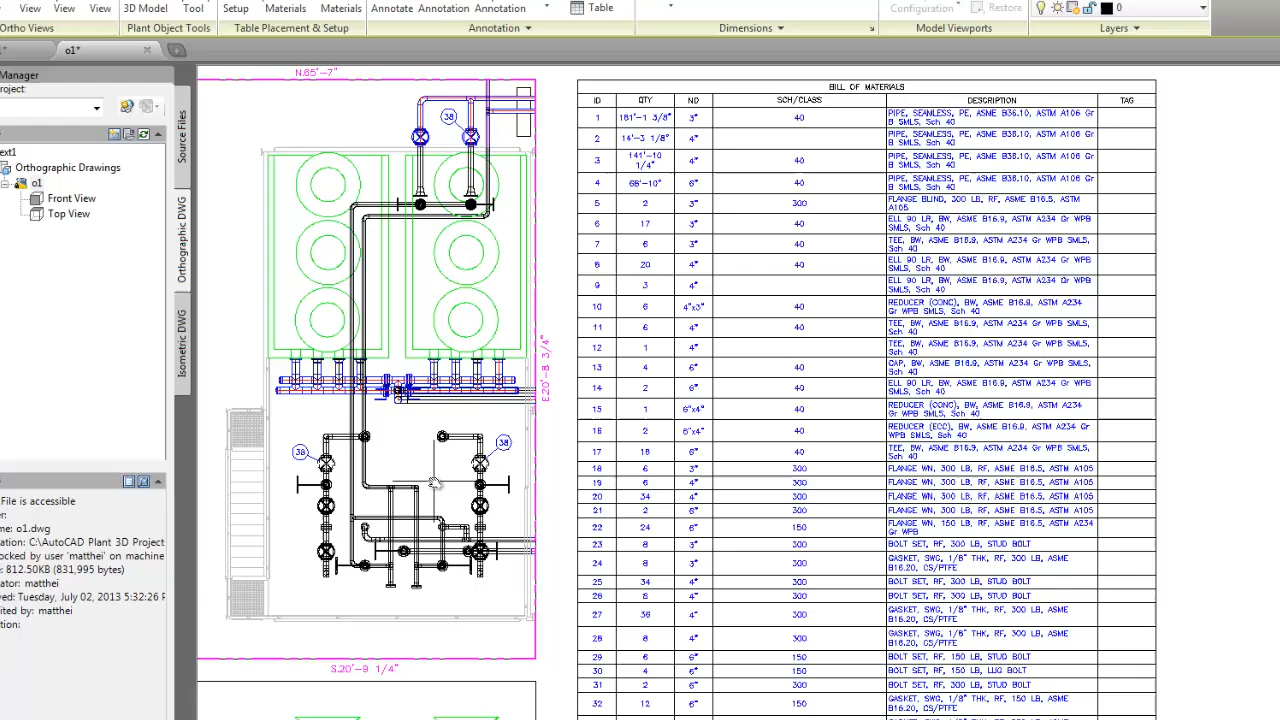 View View View 3D Model Tool Setup Materials Materials Annotate Annotation Annotation Table Configuration Restore 0
Ortho Views Plant Object Tools Table Placement & Setup Annotation Dimensions Model Viewports Layers
o1*
Manager
roject:
ext1
Orthographic Drawings
o1
Front View
Top View
Source Files
Orthographic DWG
Isometric DWG
File is accessible
er:
me: o1.dwg
ation: C:\AutoCAD Plant 3D Project
ocked by user 'matthei' on machine
e: 812.50KB (831,995 bytes)
ator: matthei
ved: Tuesday, July 02, 2013 5:32:26 P
ited by: matthei
ription:
N.85'-7"
38
E.20'-8 3/4"
38
38
S.20'-9 1/4"
BILL OF MATERIALS
ID QTY ND SCH/CLASS DESCRIPTION TAG
1 181'-1 3/8" 3" 40 PIPE, SEAMLESS, PE, ASME B36.10, ASTM A106 Gr
B SMLS, Sch 40
2 14'-3 1/8" 4" PIPE, SEAMLESS, PE, ASME B36.10, ASTM A106 Gr
B SMLS, Sch 40
3 141'-10 1/4" 4" 40 PIPE, SEAMLESS, PE, ASME B36.10, ASTM A106 Gr
B SMLS, Sch 40
4 68'-10" 6" 40 PIPE, SEAMLESS, PE, ASME B36.10, ASTM A106 Gr
B SMLS, Sch 40
5 2 3" 300 FLANGE BLIND, 300 LB, RF, ASME B16.5, ASTM
A105
6 17 3" 40 ELL 90 LR, BW, ASME B16.9, ASTM A234 Gr WPB
SMLS, Sch 40
7 6 3" 40 TEE, BW, ASME B16.9, ASTM A234 Gr WPB SMLS,
Sch 40
8 20 4" 40 ELL 90 LR, BW, ASME B16.9, ASTM A234 Gr WPB
SMLS, Sch 40
9 3 4" ELL 90 LR, BW, ASME B16.9, ASTM A234 Gr WPB
SMLS, Sch 40
10 6 4"x3" 40 REDUCER (CONC), BW, ASME B16.9, ASTM A234
Gr WPB SMLS, Sch 40
11 6 4" 40 TEE, BW, ASME B16.9, ASTM A234 Gr WPB SMLS,
Sch 40
12 1 4" TEE, BW, ASME B16.9, ASTM A234 Gr WPB SMLS,
Sch 40
13 4 6" 40 CAP, BW, ASME B16.9, ASTM A234 Gr WPB SMLS,
Sch 40
14 2 6" 40 ELL 90 LR, BW, ASME B16.9, ASTM A234 Gr WPB
SMLS, Sch 40
15 1 6"x4" 40 REDUCER (CONC), BW, ASME B16.9, ASTM A234
Gr WPB SMLS, Sch 40
16 2 6"x4" 40 REDUCER (ECC), BW, ASME B16.9, ASTM A234 Gr
WPB SMLS, Sch 40
17 18 6" 40 TEE, BW, ASME B16.9, ASTM A234 Gr WPB SMLS,
Sch 40
18 6 3" 300 FLANGE WN, 300 LB, RF, ASME B16.5, ASTM A105
19 6 4" 300 FLANGE WN, 300 LB, RF, ASME B16.5, ASTM A105
20 34 4" 300 FLANGE WN, 300 LB, RF, ASME B16.5, ASTM A105
21 2 6" 300 FLANGE WN, 300 LB, RF, ASME B16.5, ASTM A105
22 24 6" 150 FLANGE WN, 150 LB, RF, ASME B16.5, ASTM A234
Gr WPB
23 8 3" 300 BOLT SET, RF, 300 LB, STUD BOLT
24 8 3" 300 GASKET, SWG, 1/8" THK, RF, 300 LB, ASME
B16.20, CS/PTFE
25 34 4" 300 BOLT SET, RF, 300 LB, STUD BOLT
26 8 4" 300 BOLT SET, RF, 300 LB, STUD BOLT
27 36 4" 300 GASKET, SWG, 1/8" THK, RF, 300 LB, ASME
B16.20, CS/PTFE
28 8 4" 300 GASKET, SWG, 1/8" THK, RF, 300 LB, ASME
B16.20, CS/PTFE
29 6 6" 150 BOLT SET, RF, 150 LB, STUD BOLT
30 4 6" 150 BOLT SET, RF, 150 LB, LUG BOLT
31 2 6" 300 BOLT SET, RF, 300 LB, STUD BOLT
32 12 6" 150 GASKET, SWG, 1/8" THK, RF, 150 LB, ASME
B16.20, CS/PTFE